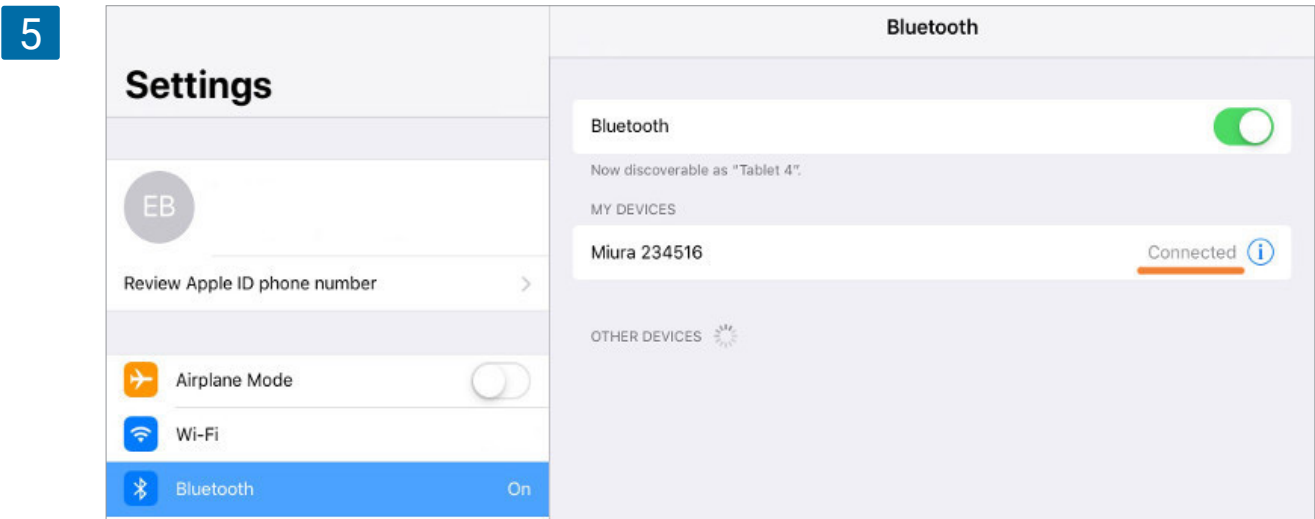 5
Settings
EB
Review Apple ID phone number
Airplane Mode
Wi-Fi
Bluetooth On
Bluetooth
Bluetooth
Now discoverable as "Tablet 4".
MY DEVICES
Miura 234516 Connected i
OTHER DEVICES